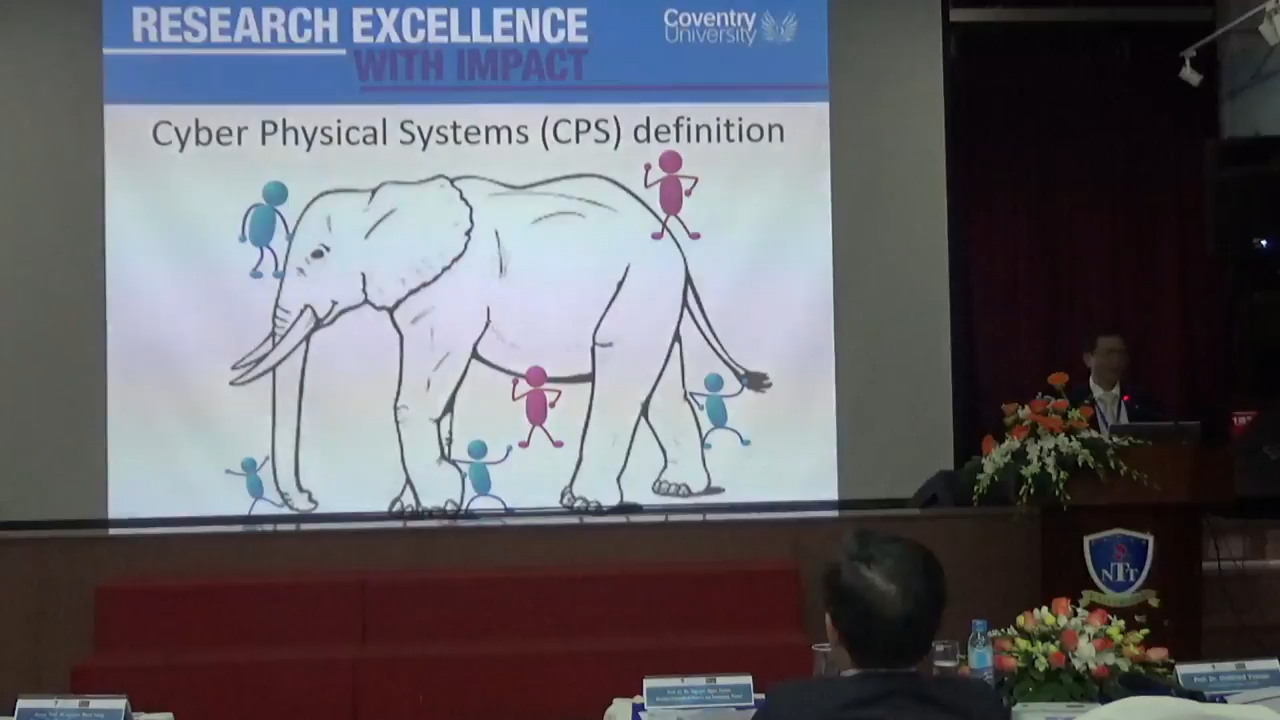 RESEARCH EXCELLENCE
WITH IMPACT
Coventry
University
Cyber Physical Systems (CPS) definition
NTT